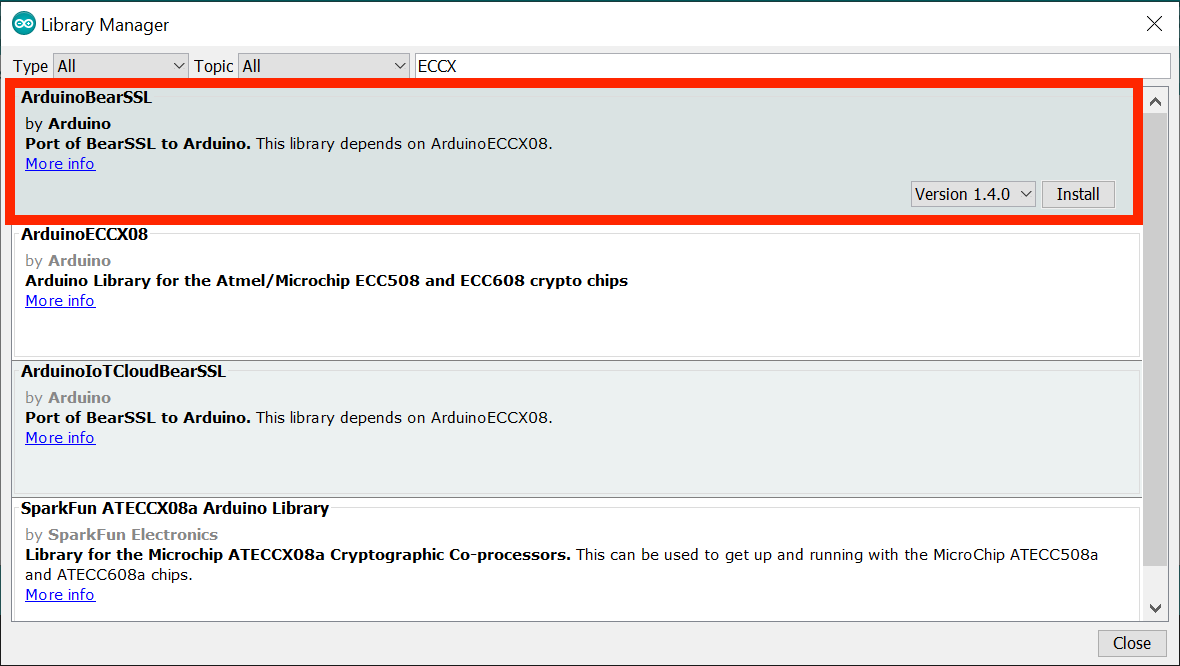 Library Manager
Type All Topic All ECCX
ArduinoBearSSL
by Arduino
Port of BearSSL to Arduino. This library depends on ArduinoECCX08.
More info
Version 1.4.0 Install
ArduinoECCX08
by Arduino
Arduino Library for the Atmel/Microchip ECC508 and ECC608 crypto chips
More info
ArduinoIoTCloudBearSSL
by Arduino
Port of BearSSL to Arduino. This library depends on ArduinoECCX08.
More info
SparkFun ATECCX08a Arduino Library
by SparkFun Electronics
Library for the Microchip ATECCX08a Cryptographic Co-processors. This can be used to get up and running with the MicroChip ATECC508a
and ATECC608a chips.
More info
Close